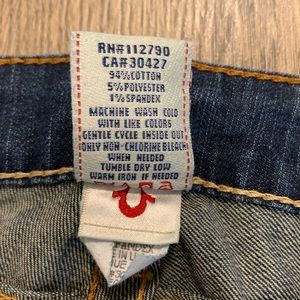 RN#112790
CA#30427
94%COTTON
5%POLYESTER
1%SPANDEX
MACHINE WASH COLD
WITH LIKE COLORS
GENTLE CYCLE INSIDE OUT
ONLY NON-CHLORINE BLEACH
WHEN NEEDED
TUMBLE DRY LOW
WARM IRON IF NEEDED